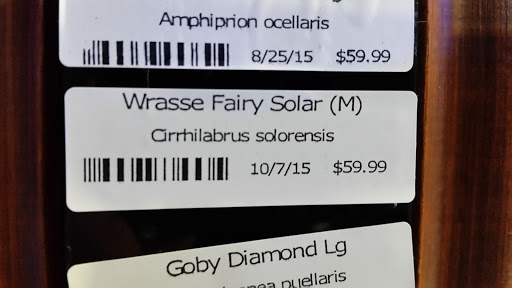 Amphiprion ocellaris
8/25/15 $59.99
Wrasse Fairy Solar (M)
Cirrhilabrus solorensis
10/7/15 $59.99
Goby Diamond Lg
puellaris